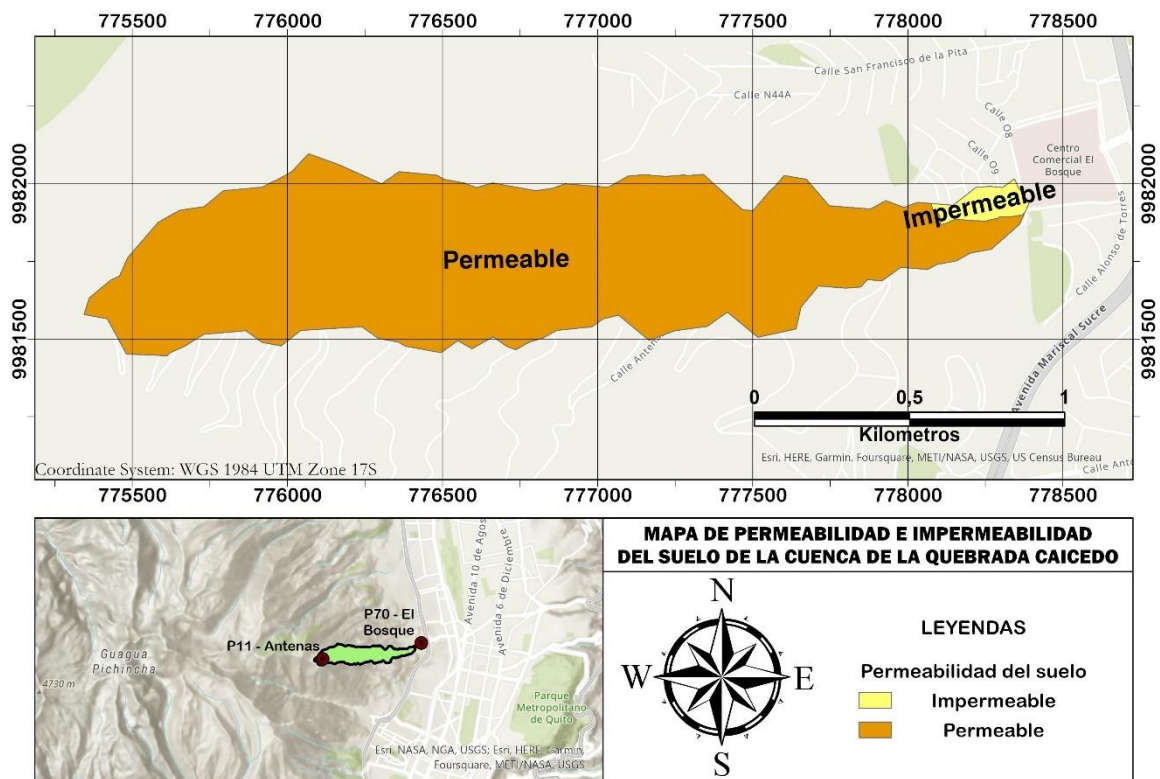 775500 776000 776500 777000 777500 778000 778500
Calle San Francisco de la Pita
Calle N44A
Calle O8
Calle O9
Centro
Comercial El
Bosque
9982000
9982000
Impermeable
Permeable
Calle Alonso de Torres
9981500
9981500
Calle Antena
Avenida Mariscal Sucre
0 0,5 1
Kilometros
Esri, HERE, Garmin, Foursquare, METI/NASA, USGS, US Census Bureau
Calle Anto
Coordinate System: WGS 1984 UTM Zone 17S
775500 776000 776500 777000 777500 778000 778500
Avenida 10 de Agos
Avenida 6 de Diciembre
P70 - El
Bosque
P11 - Antenas
Guagua
Pichincha
4730 m
Parque
Metropolitano
de Quito
Esri, NASA, NGA, USGS; Esri, HERE, Garmin,
Foursquare, METI/NASA, USGS
MAPA DE PERMEABILIDAD E IMPERMEABILIDAD
DEL SUELO DE LA CUENCA DE LA QUEBRADA CAICEDO
N
W
E
S
LEYENDAS
Permeabilidad del suelo
Impermeable
Permeable